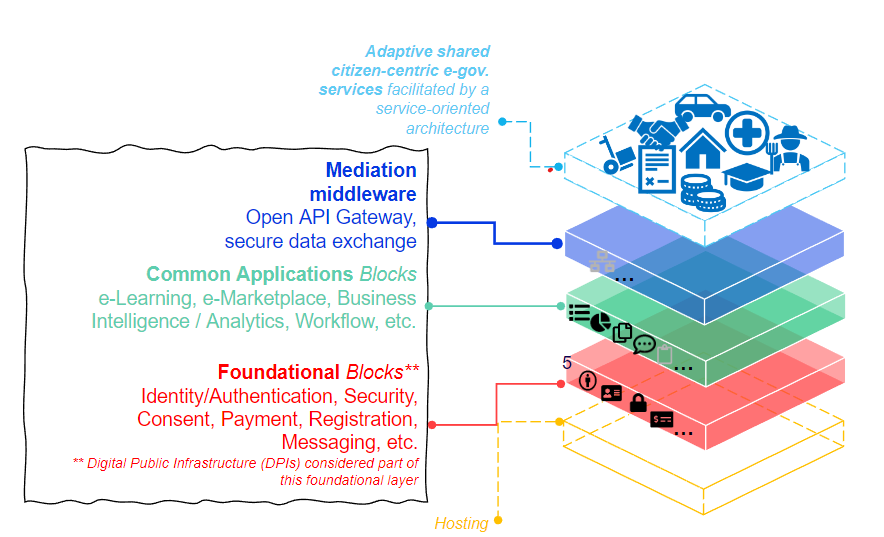 Adaptive shared
citizen-centric e-gov.
services facilitated by a
service-oriented
architecture
Mediation
middleware
Open API Gateway,
secure data exchange
Common Applications Blocks
e-Learning, e-Marketplace, Business
Intelligence / Analytics, Workflow, etc.
Foundational Blocks**
Identity/Authentication, Security,
Consent, Payment, Registration,
Messaging, etc.
** Digital Public Infrastructure (DPIs) considered part of
this foundational layer
Hosting
...
...
5
...